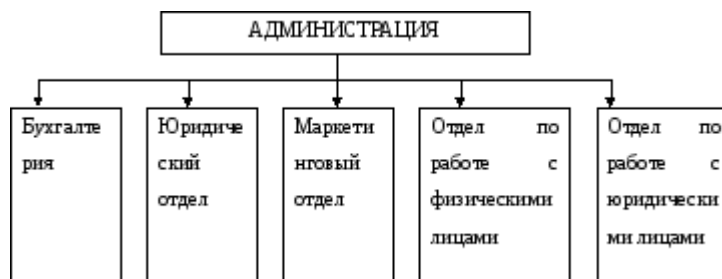 АДМИНИСТРАЦИЯ
Бухгалте
рия
Юридиче
ский
отдел
Маркети
нговый
отдел
Отдел по
работе с
физическими
лицами
Отдел по
работе с
юридически
ми лицами